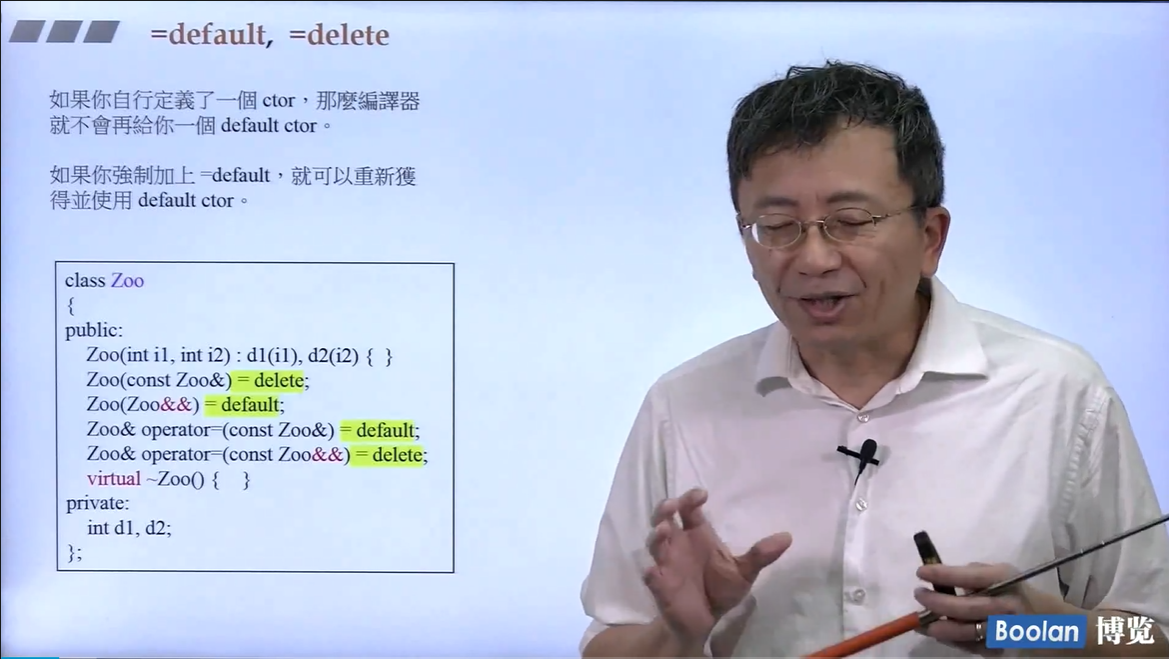 =default, =delete
如果你自行定義了一個 ctor，那麼編譯器
就不會再給你一個 default ctor。
如果你強制加上 =default，就可以重新獲
得並使用 default ctor。
class Zoo
{
public:
Zoo(int i1, int i2) : d1(i1), d2(i2) { }
Zoo(const Zoo&) = delete;
Zoo(Zoo&&) = default;
Zoo& operator=(const Zoo&) = default;
Zoo& operator=(const Zoo&&) = delete;
virtual ~Zoo() { }
private:
int d1, d2;
};
Boolan 博览